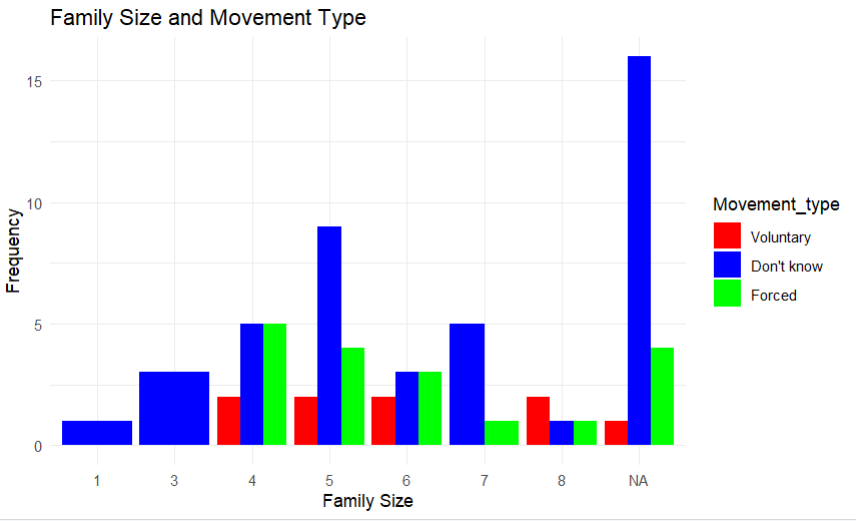 Family Size and Movement Type
Frequency
15
10
5
0
1 3 4 5 6 7 8 NA
Family Size
Movement_type
Voluntary
Don't know
Forced